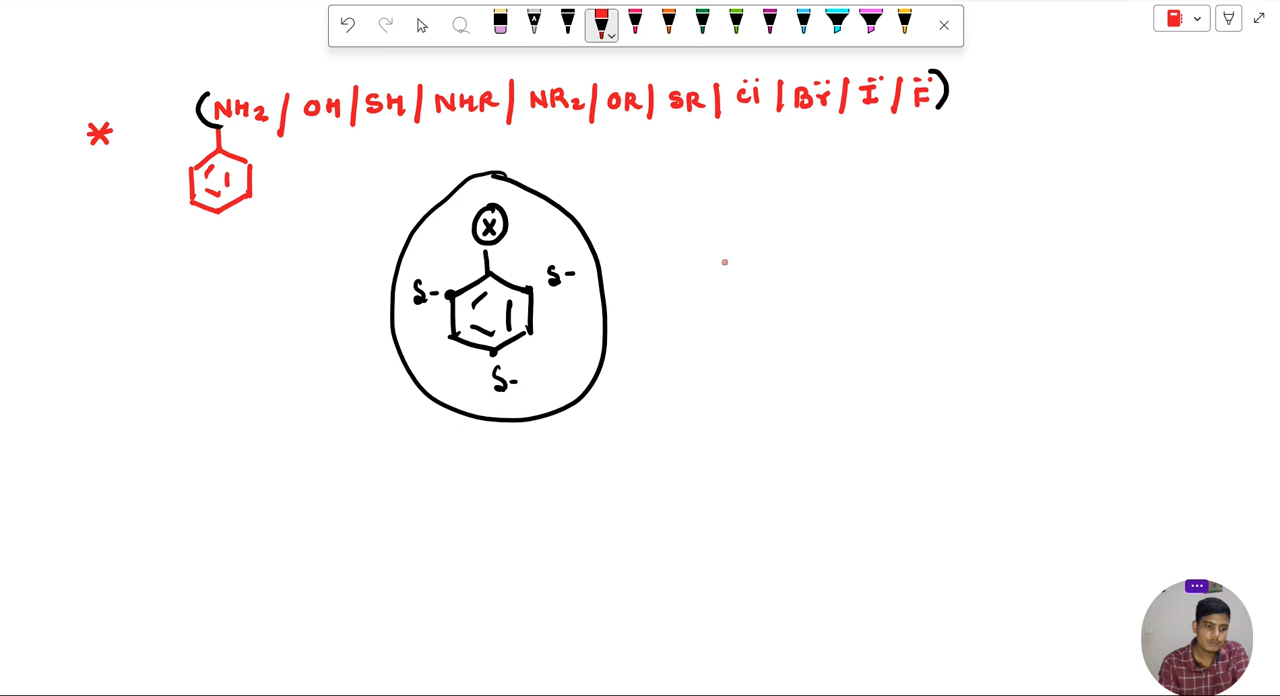 (NH2 / OH / SH / NHR / NR2 / OR / SR / Cl / Br / I / F)
*
X
S-
S-
S-